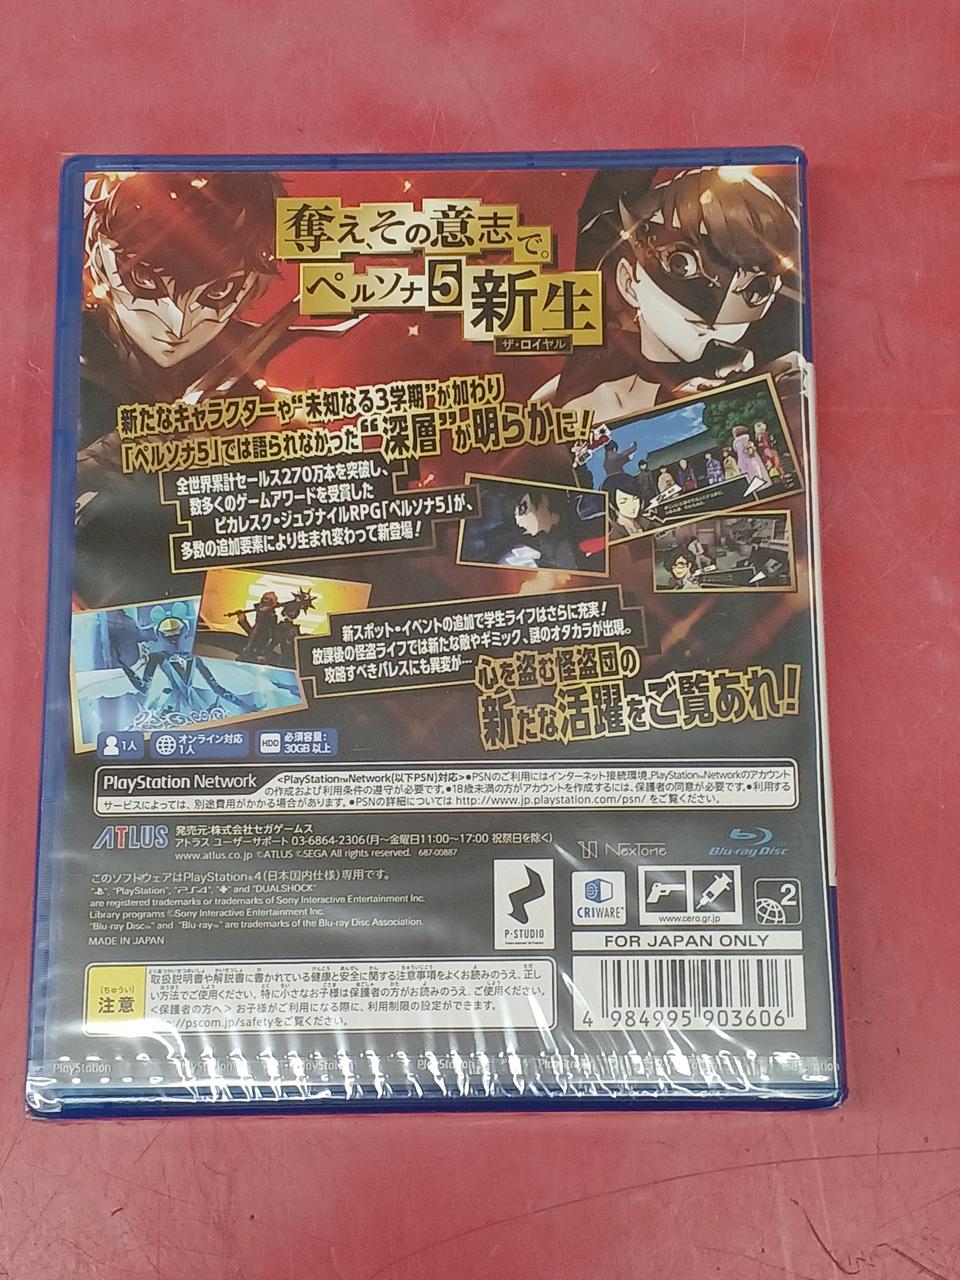 奪え、その意志で。
ペルソナ5 新生
ザ・ロイヤル
新たなキャラクターや“未知なる3学期”が加わり
「ペルソナ5」では語られなかった“深層”が明らかに!
全世界累計セールス270万本を突破し、
数多くのゲームアワードを受賞した
ピカレスク・ジュブナイルRPG「ペルソナ5」が、
多数の追加要素により生まれ変わって新登場!
新スポット・イベントの追加で学生ライフはさらに充実!
放課後の怪盗ライフでは新たな敵やギミック、謎のオタカラが出現。
攻略すべきパレスにも異変が…
心を盗む怪盗団の
新たな活躍をご覧あれ!
1人
オンライン対応
1人
HDD
必須容量:
30GB以上
PlayStation Network
<PlayStation™Network(以下PSN)対応>●PSNのご利用にはインターネット接続環境、PlayStation™Networkのアカウント
の作成および利用条件の遵守が必要です。●18歳未満の方がアカウントを作成するには、保護者の同意が必要です。●利用する
サービスによっては、別途費用がかかる場合があります。●PSNの詳細については http://www.jp.playstation.com/psn/ をご覧ください。
ATLUS
発売元:株式会社セガゲームス
アトラス ユーザーサポート 03-6864-2306(月〜金曜日11:00〜17:00 祝祭日を除く)
www.atlus.co.jp ©ATLUS ©SEGA All rights reserved. 687-00887
NexTone
Blu-ray Disc
このソフトウェアはPlayStation®4(日本国内仕様)専用です。
"PlayStation", "PS4", and "DUALSHOCK"
are registered trademarks or trademarks of Sony Interactive Entertainment Inc.
Library programs ©Sony Interactive Entertainment Inc.
"Blu-ray Disc™" and "Blu-ray™" are trademarks of the Blu-ray Disc Association.
MADE IN JAPAN
P-STUDIO
CRIWARE™
www.cero.gr.jp
2
FOR JAPAN ONLY
(ちゅうい)
注意
取扱説明書や解説書に書かれている健康と安全に関する注意事項をよくお読みのうえ、正し
い方法でご使用ください。特に小さなお子様は保護者の方がお読みのうえ、ご使用ください。
<保護者の方へ> お子様がご利用になる際に、利用制限の設定ができます。
//pscom.jp/safetyをご覧ください。
4 984995 903606
PlayStation